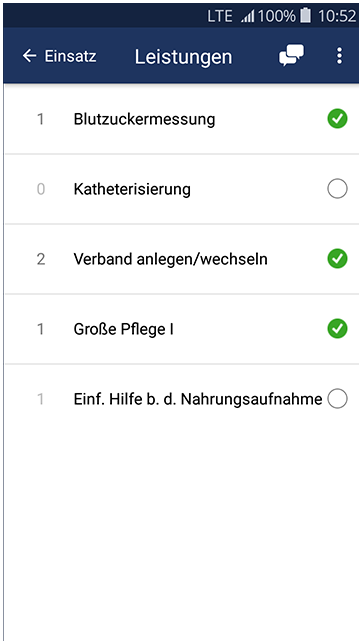 LTE 100% 10:52
← Einsatz Leistungen
1 Blutzuckermessung
0 Katheterisierung
2 Verband anlegen/wechseln
1 Große Pflege I
1 Einf. Hilfe b. d. Nahrungsaufnahme